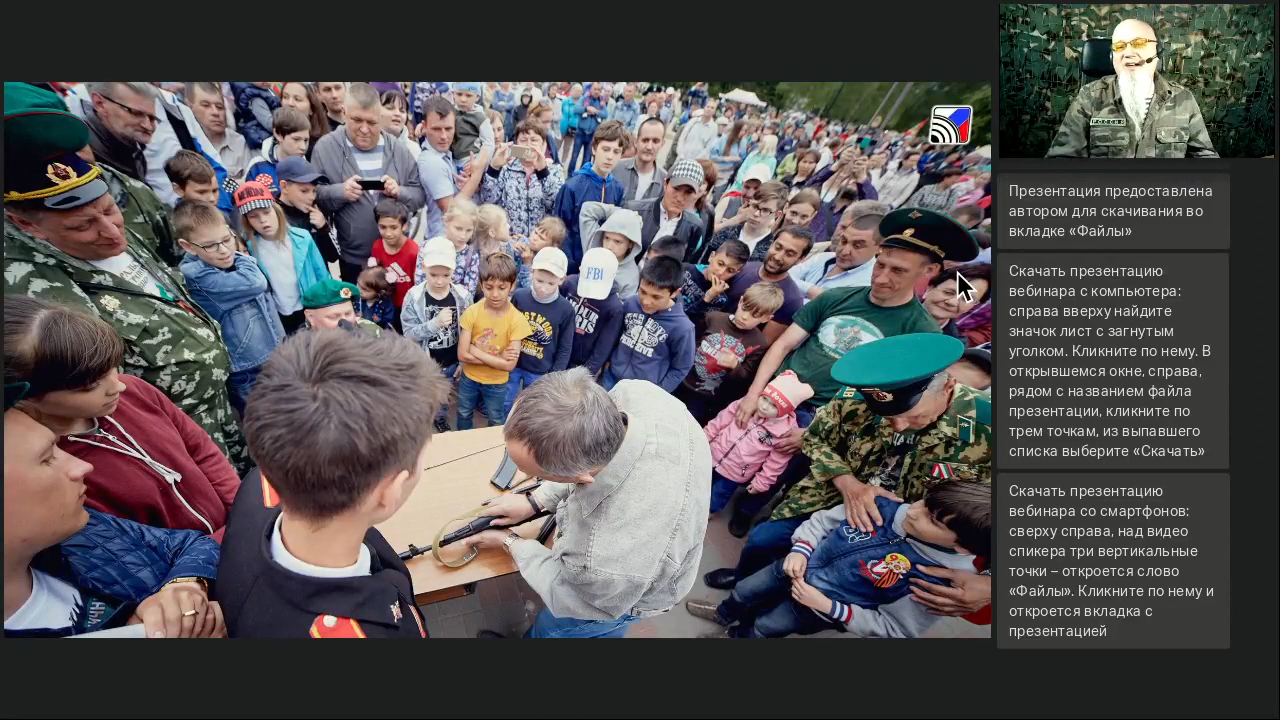 FBI
РОССИЯ
Презентация предоставлена
автором для скачивания во
вкладке «Файлы»
Скачать презентацию
вебинара с компьютера:
справа вверху найдите
значок лист с загнутым
уголком. Кликните по нему. В
открывшемся окне, справа,
рядом с названием файла
презентации, кликните по
трем точкам, из выпавшего
списка выберите «Скачать»
Скачать презентацию
вебинара со смартфонов:
сверху справа, над видео
спикера три вертикальные
точки – откроется слово
«Файлы». Кликните по нему и
откроется вкладка с
презентацией